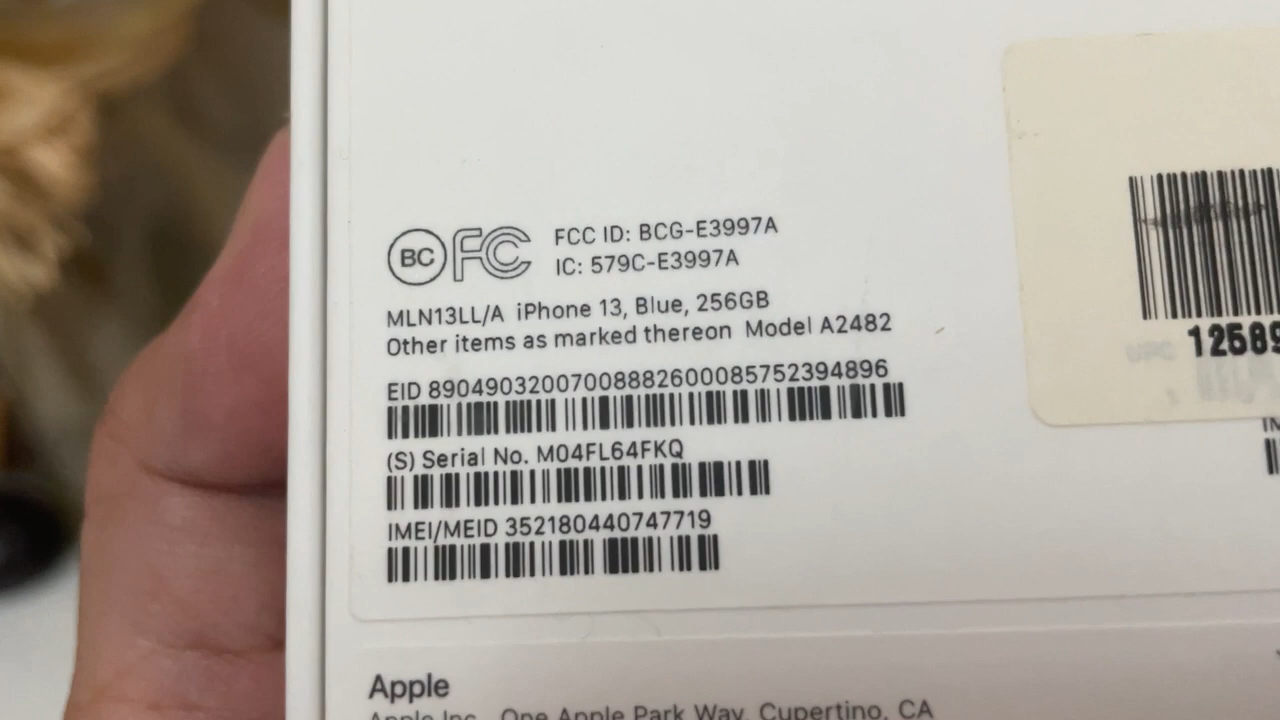 BC FC FCC ID: BCG-E3997A
IC: 579C-E3997A
MLN13LL/A iPhone 13, Blue, 256GB
Other items as marked thereon Model A2482
EID 89049032007008882600085752394896
(S) Serial No. M04FL64FKQ
IMEI/MEID 352180440747719
Apple
Apple Inc., One Apple Park Way, Cupertino, CA
UPC 12589